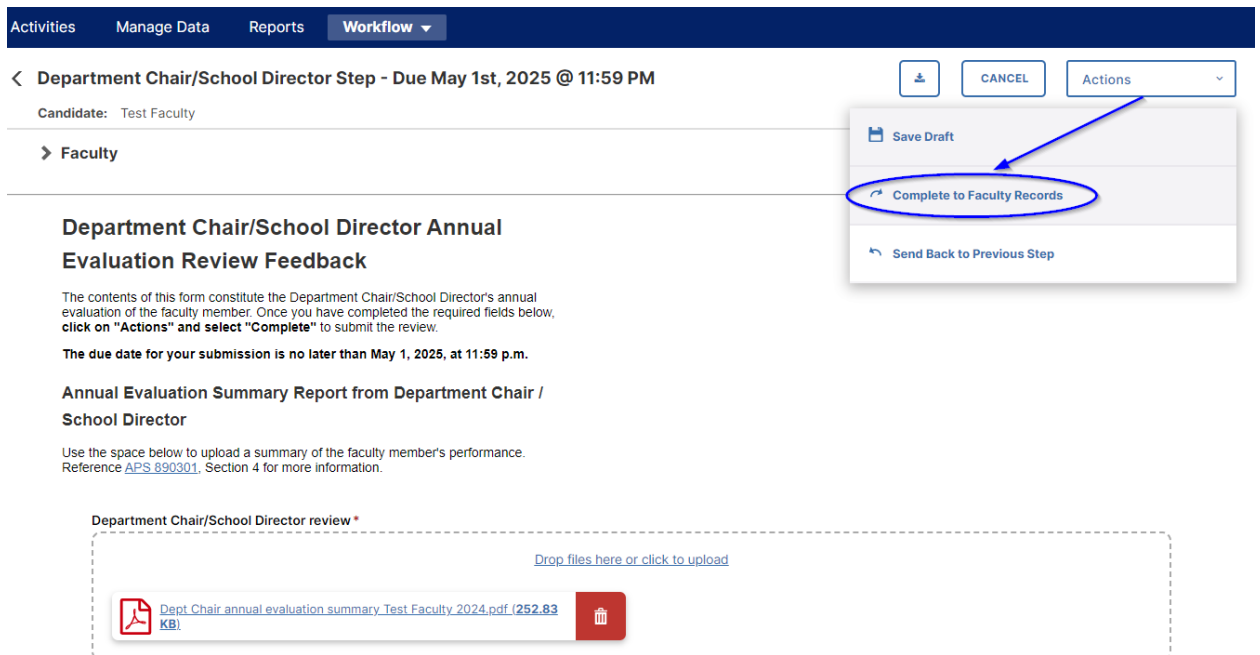 Activities Manage Data Reports Workflow
Department Chair/School Director Step - Due May 1st, 2025 @ 11:59 PM CANCEL Actions
Candidate: Test Faculty
Save Draft
Faculty
Complete to Faculty Records
Send Back to Previous Step
Department Chair/School Director Annual
Evaluation Review Feedback
The contents of this form constitute the Department Chair/School Director's annual
evaluation of the faculty member. Once you have completed the required fields below,
click on "Actions" and select "Complete" to submit the review.
The due date for your submission is no later than May 1, 2025, at 11:59 p.m.
Annual Evaluation Summary Report from Department Chair /
School Director
Use the space below to upload a summary of the faculty member's performance.
Reference APS 890301, Section 4 for more information.
Department Chair/School Director review *
Drop files here or click to upload
Dept Chair annual evaluation summary Test Faculty 2024.pdf (252.83
KB)